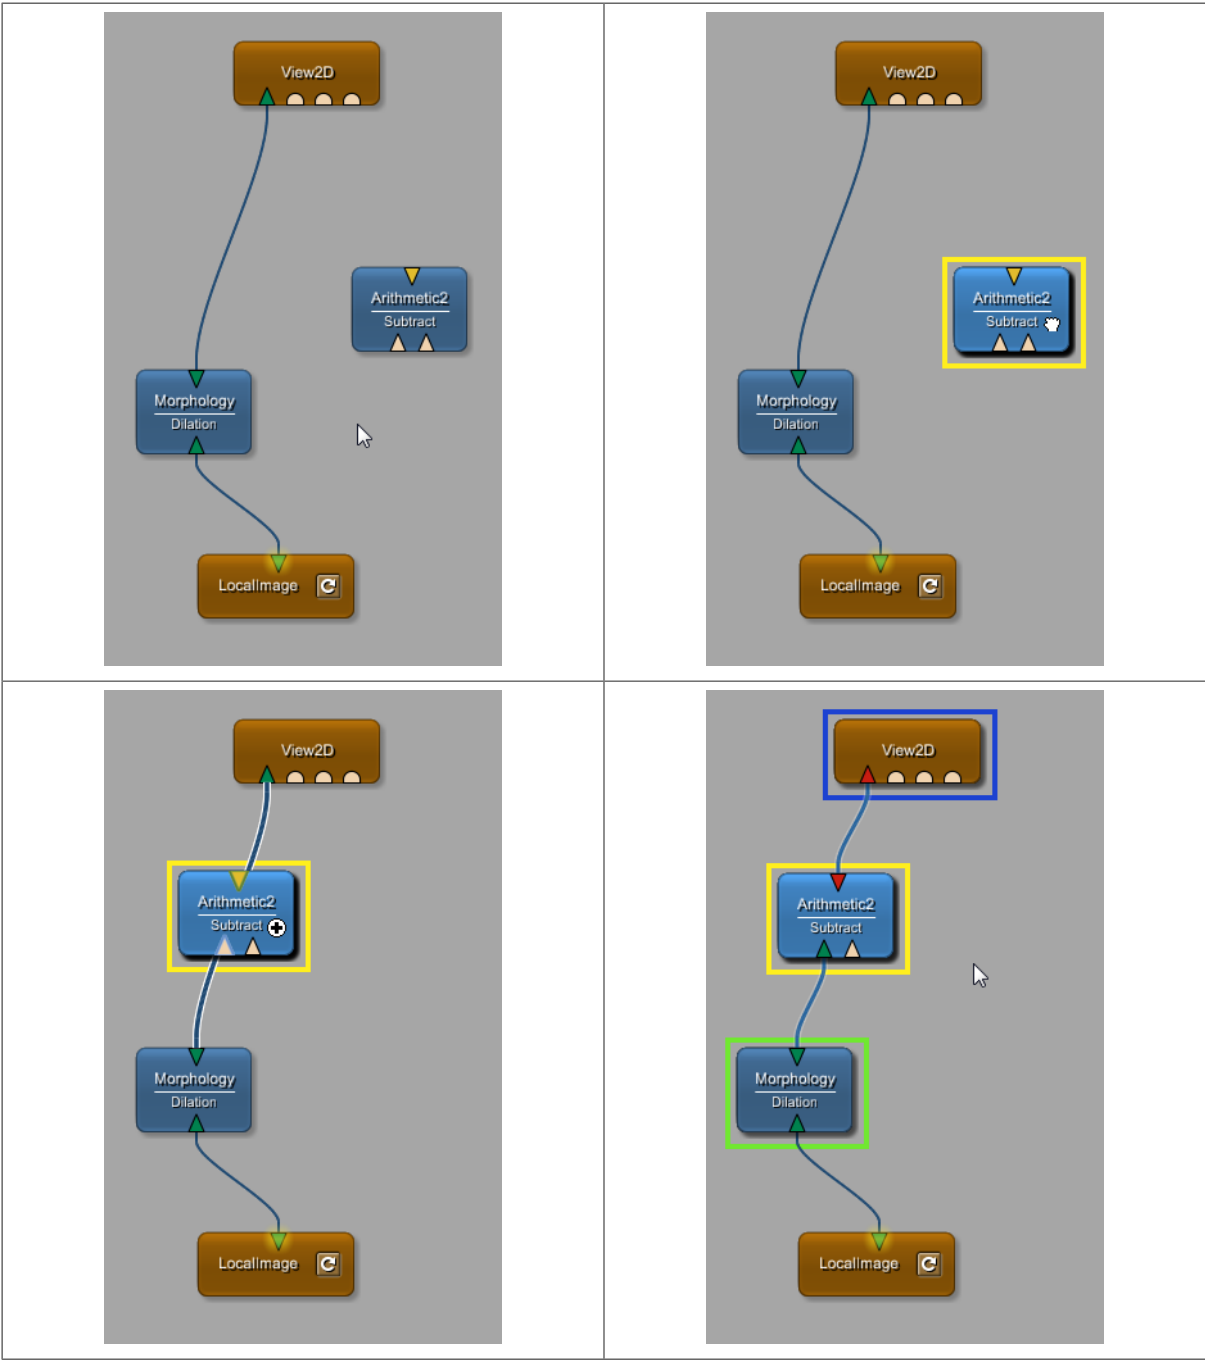 View2D
Arithmetic2
Subtract
Morphology
Dilation
LocalImage
View2D
Arithmetic2
Subtract
Morphology
Dilation
LocalImage
View2D
Arithmetic2
Subtract
Morphology
Dilation
LocalImage
View2D
Arithmetic2
Subtract
Morphology
Dilation
LocalImage